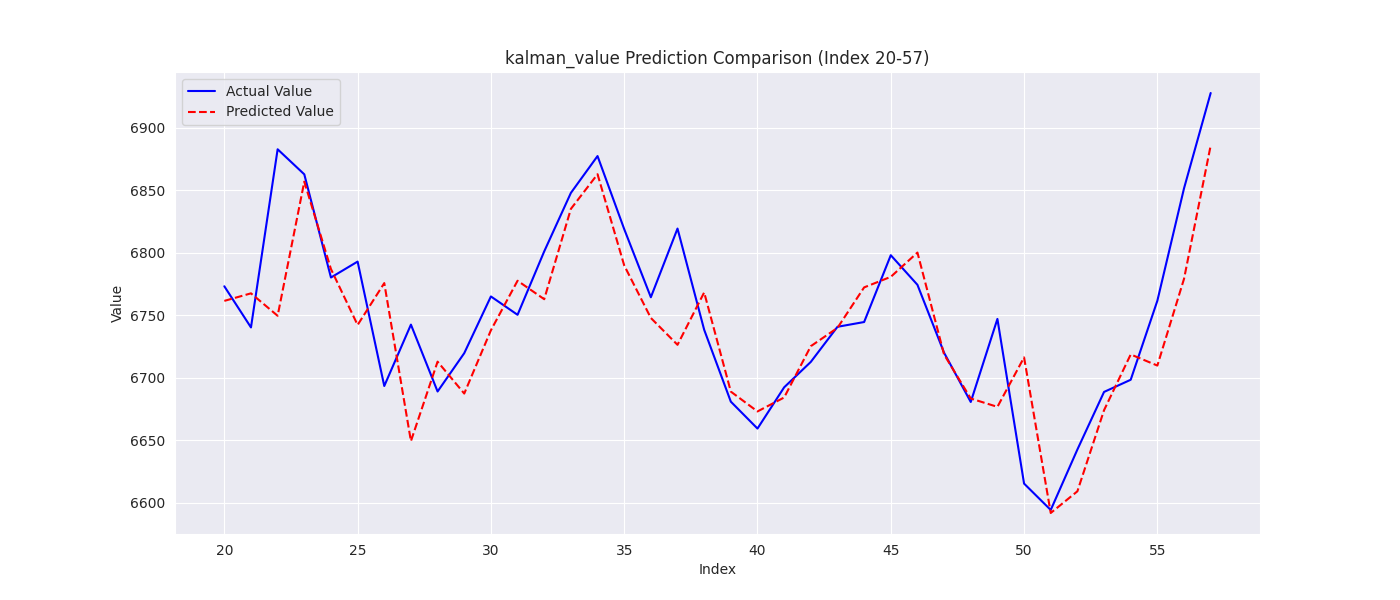 kalman_value Prediction Comparison (Index 20-57)
Actual Value
Predicted Value
6900
6850
6800
6750
6700
6650
6600
Value
20 25 30 35 40 45 50 55
Index